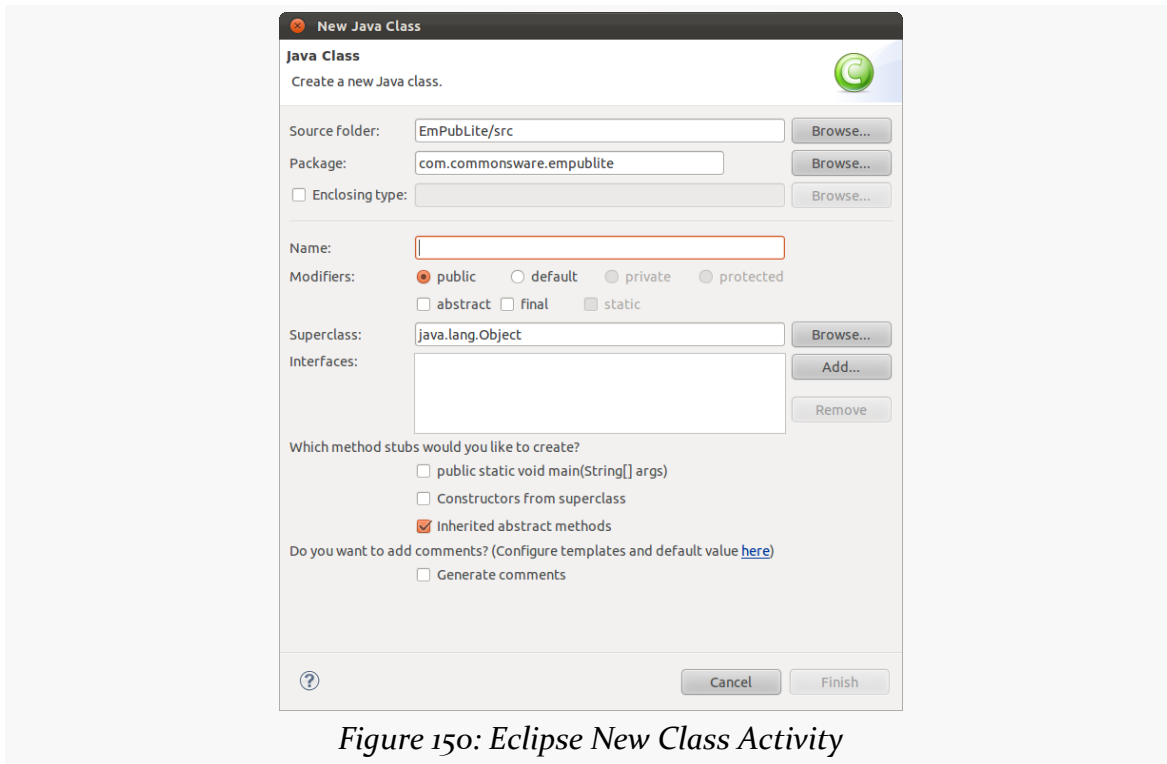 New Java Class
Java Class
Create a new Java class.
Source folder: EmPubLite/src Browse...
Package: com.commonsware.empublite Browse...
Enclosing type: Browse...
Name:
Modifiers: public default private protected
abstract final static
Superclass: java.lang.Object Browse...
Interfaces: Add...
Remove
Which method stubs would you like to create?
public static void main(String[] args)
Constructors from superclass
Inherited abstract methods
Do you want to add comments? (Configure templates and default value here)
Generate comments
? Cancel Finish
Figure 150: Eclipse New Class Activity